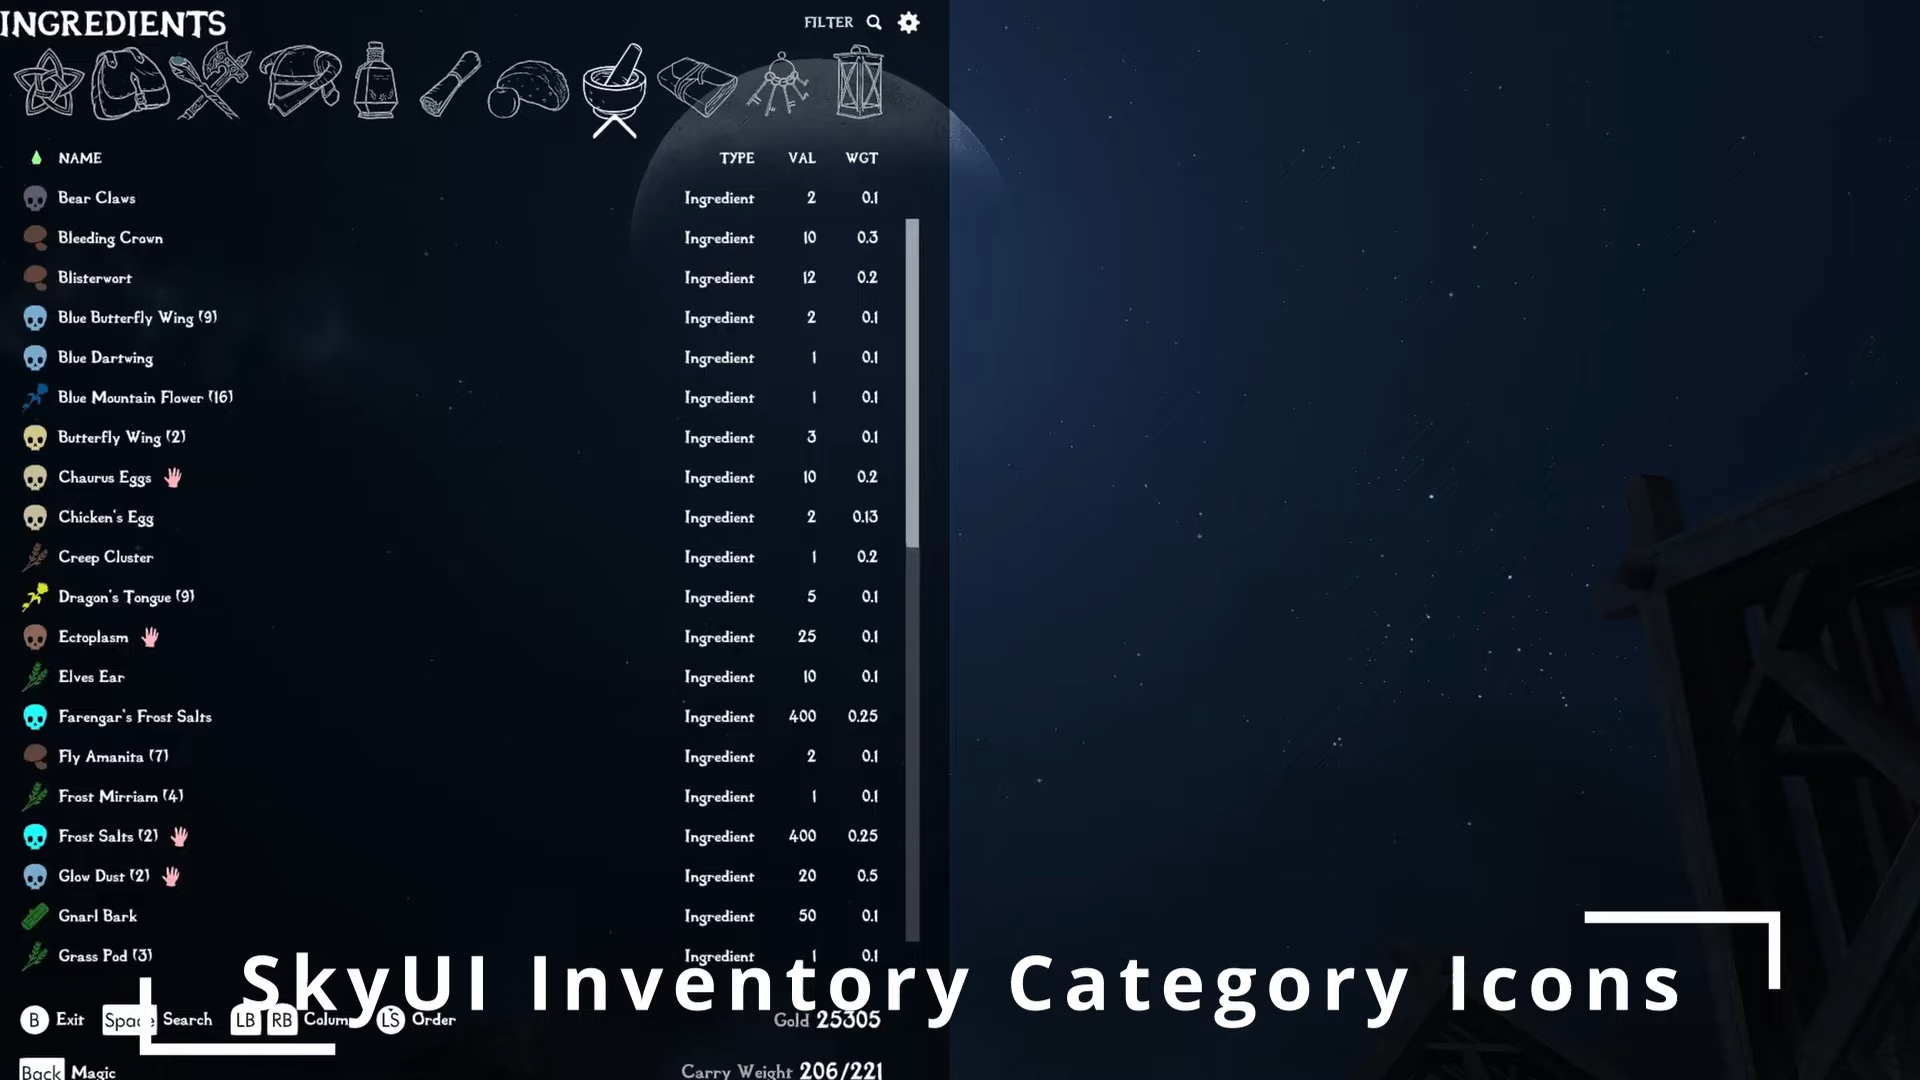 INGREDIENTS
FILTER
NAME TYPE VAL WGT
Bear Claws Ingredient 2 0.1
Bleeding Crown Ingredient 10 0.3
Blisterwort Ingredient 12 0.2
Blue Butterfly Wing (9) Ingredient 2 0.1
Blue Dartwing Ingredient 1 0.1
Blue Mountain Flower (16) Ingredient 1 0.1
Butterfly Wing (2) Ingredient 3 0.1
Chaurus Eggs Ingredient 10 0.2
Chicken's Egg Ingredient 2 0.13
Creep Cluster Ingredient 1 0.2
Dragon's Tongue (9) Ingredient 5 0.1
Ectoplasm Ingredient 25 0.1
Elves Ear Ingredient 10 0.1
Farengar's Frost Salts Ingredient 400 0.25
Fly Amanita (7) Ingredient 2 0.1
Frost Mirriam (4) Ingredient 1 0.1
Frost Salts (2) Ingredient 400 0.25
Glow Dust (2) Ingredient 20 0.5
Gnarl Bark Ingredient 50 0.1
Grass Pod (3) Ingredient 1 0.1
SkyUI Inventory Category Icons
B Exit Space Search LB RB Colum LS Order Gold 25305
Back Magic Carry Weight 206/221